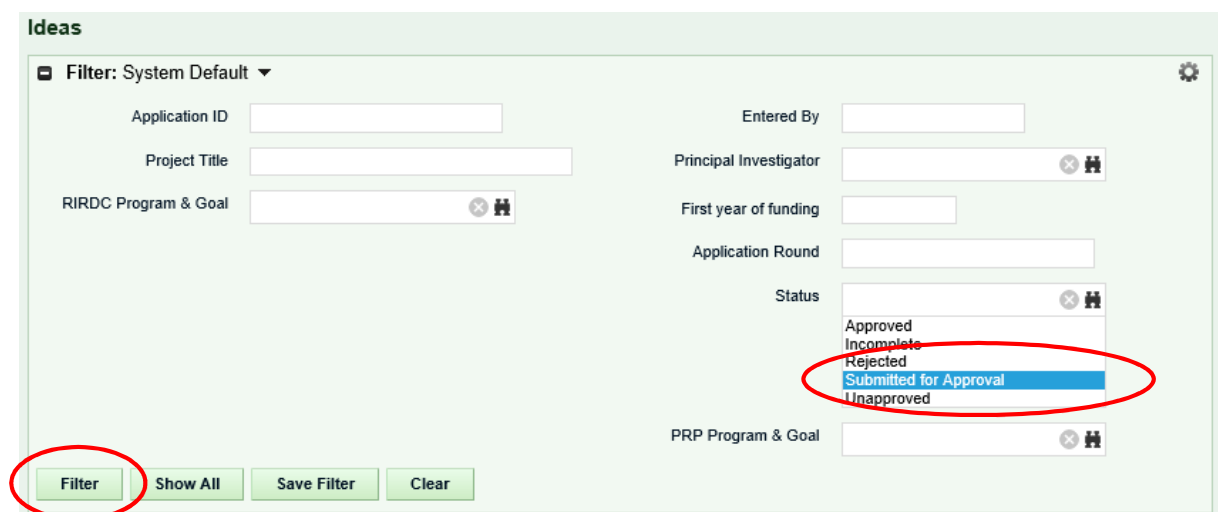 Ideas
Filter: System Default
Application ID
Entered By
Project Title
Principal Investigator
RIRDC Program & Goal
First year of funding
Application Round
Status
Approved
Incomplete
Rejected
Submitted for Approval
Unapproved
PRP Program & Goal
Filter Show All Save Filter Clear